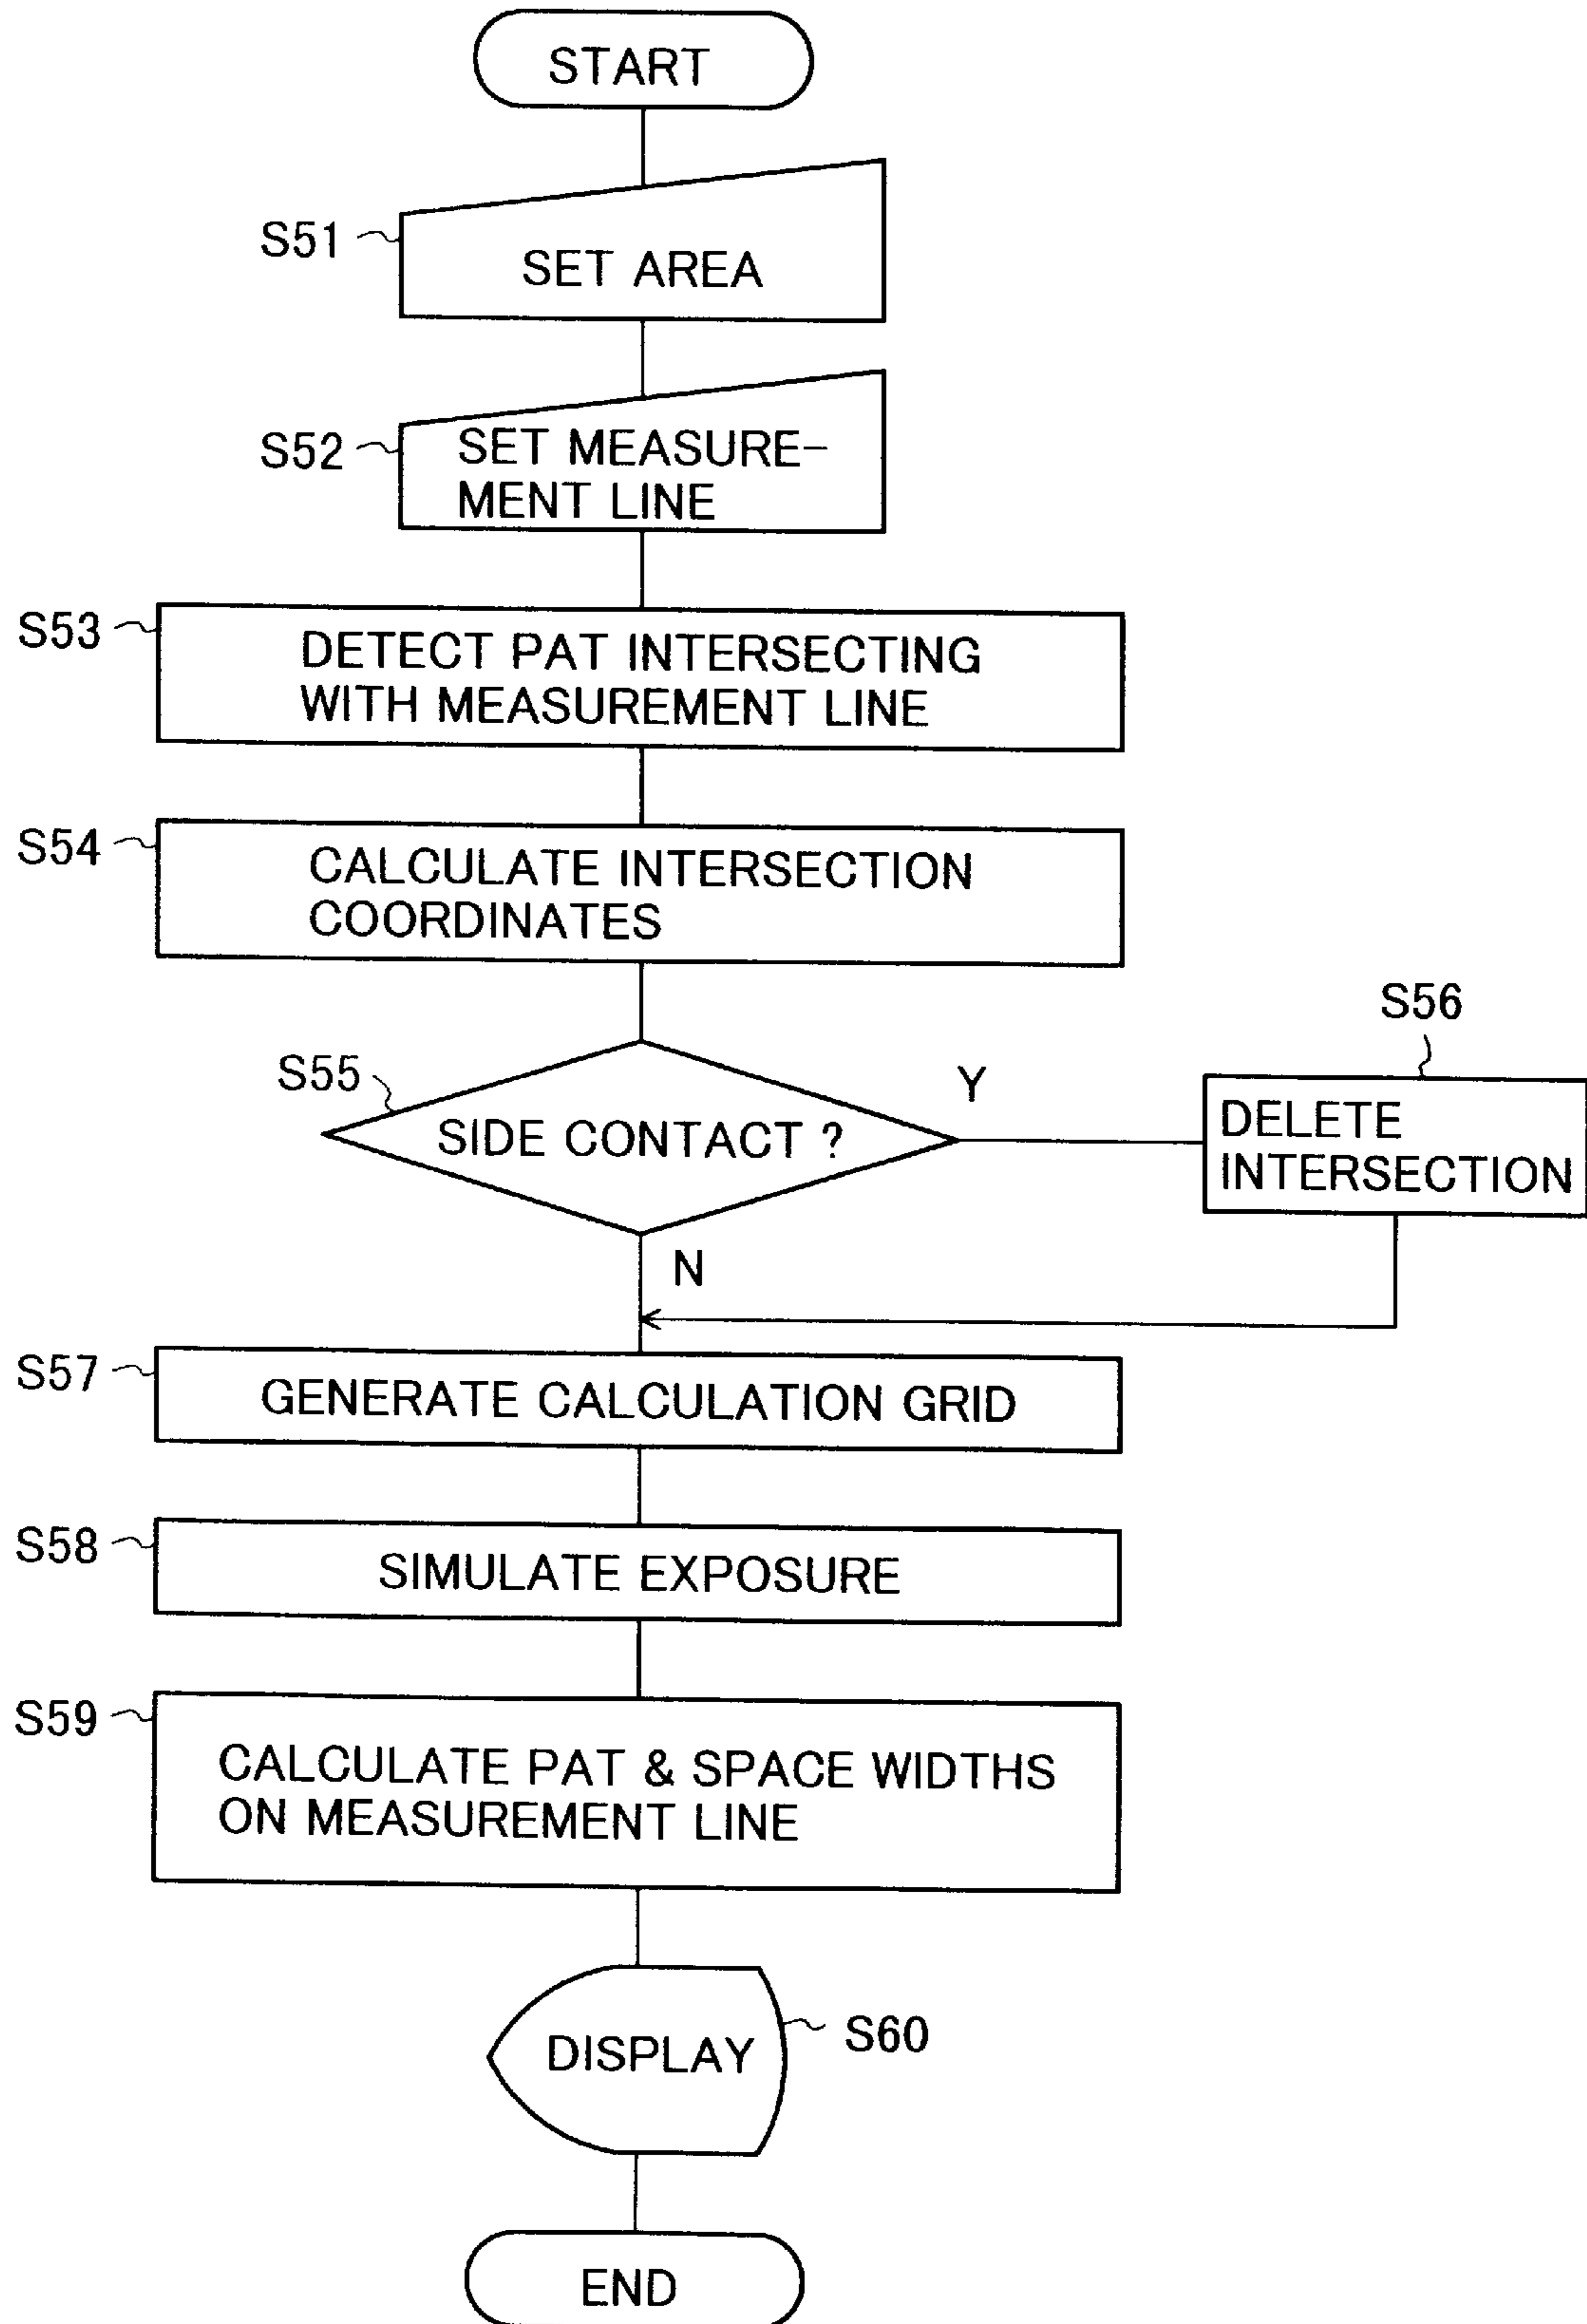 START
S51
SET AREA
S52
SET MEASURE-
MENT LINE
S53
DETECT PAT INTERSECTING
WITH MEASUREMENT LINE
S54
CALCULATE INTERSECTION
COORDINATES
S55
SIDE CONTACT ?
Y
S56
DELETE
INTERSECTION
N
S57
GENERATE CALCULATION GRID
S58
SIMULATE EXPOSURE
S59
CALCULATE PAT & SPACE WIDTHS
ON MEASUREMENT LINE
DISPLAY
S60
END